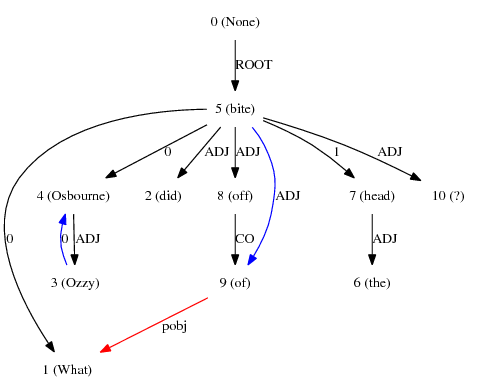 0 (None)
ROOT
5 (bite)
0 ADJ ADJ 1 ADJ
4 (Osbourne) 2 (did) 8 (off) ADJ 7 (head) 10 (?)
0 0 ADJ CO ADJ
3 (Ozzy) 9 (of) 6 (the)
pobj
1 (What)